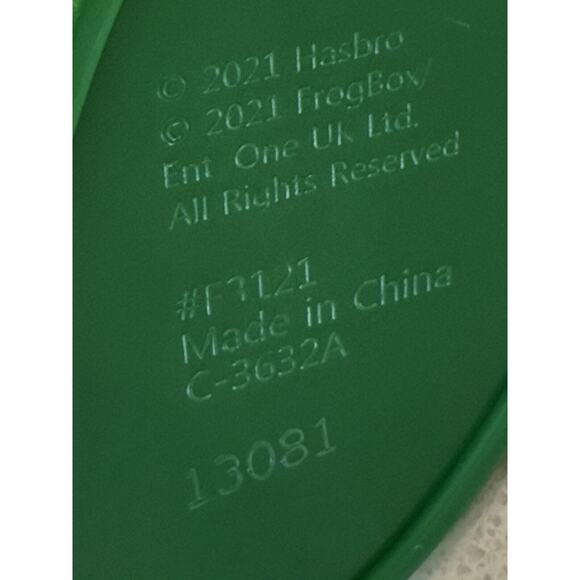 © 2021 Hasbro
© 2021 FrogBox/
Ent One UK Ltd.
All Rights Reserved
#F3121
Made in China
C-3632A
13081